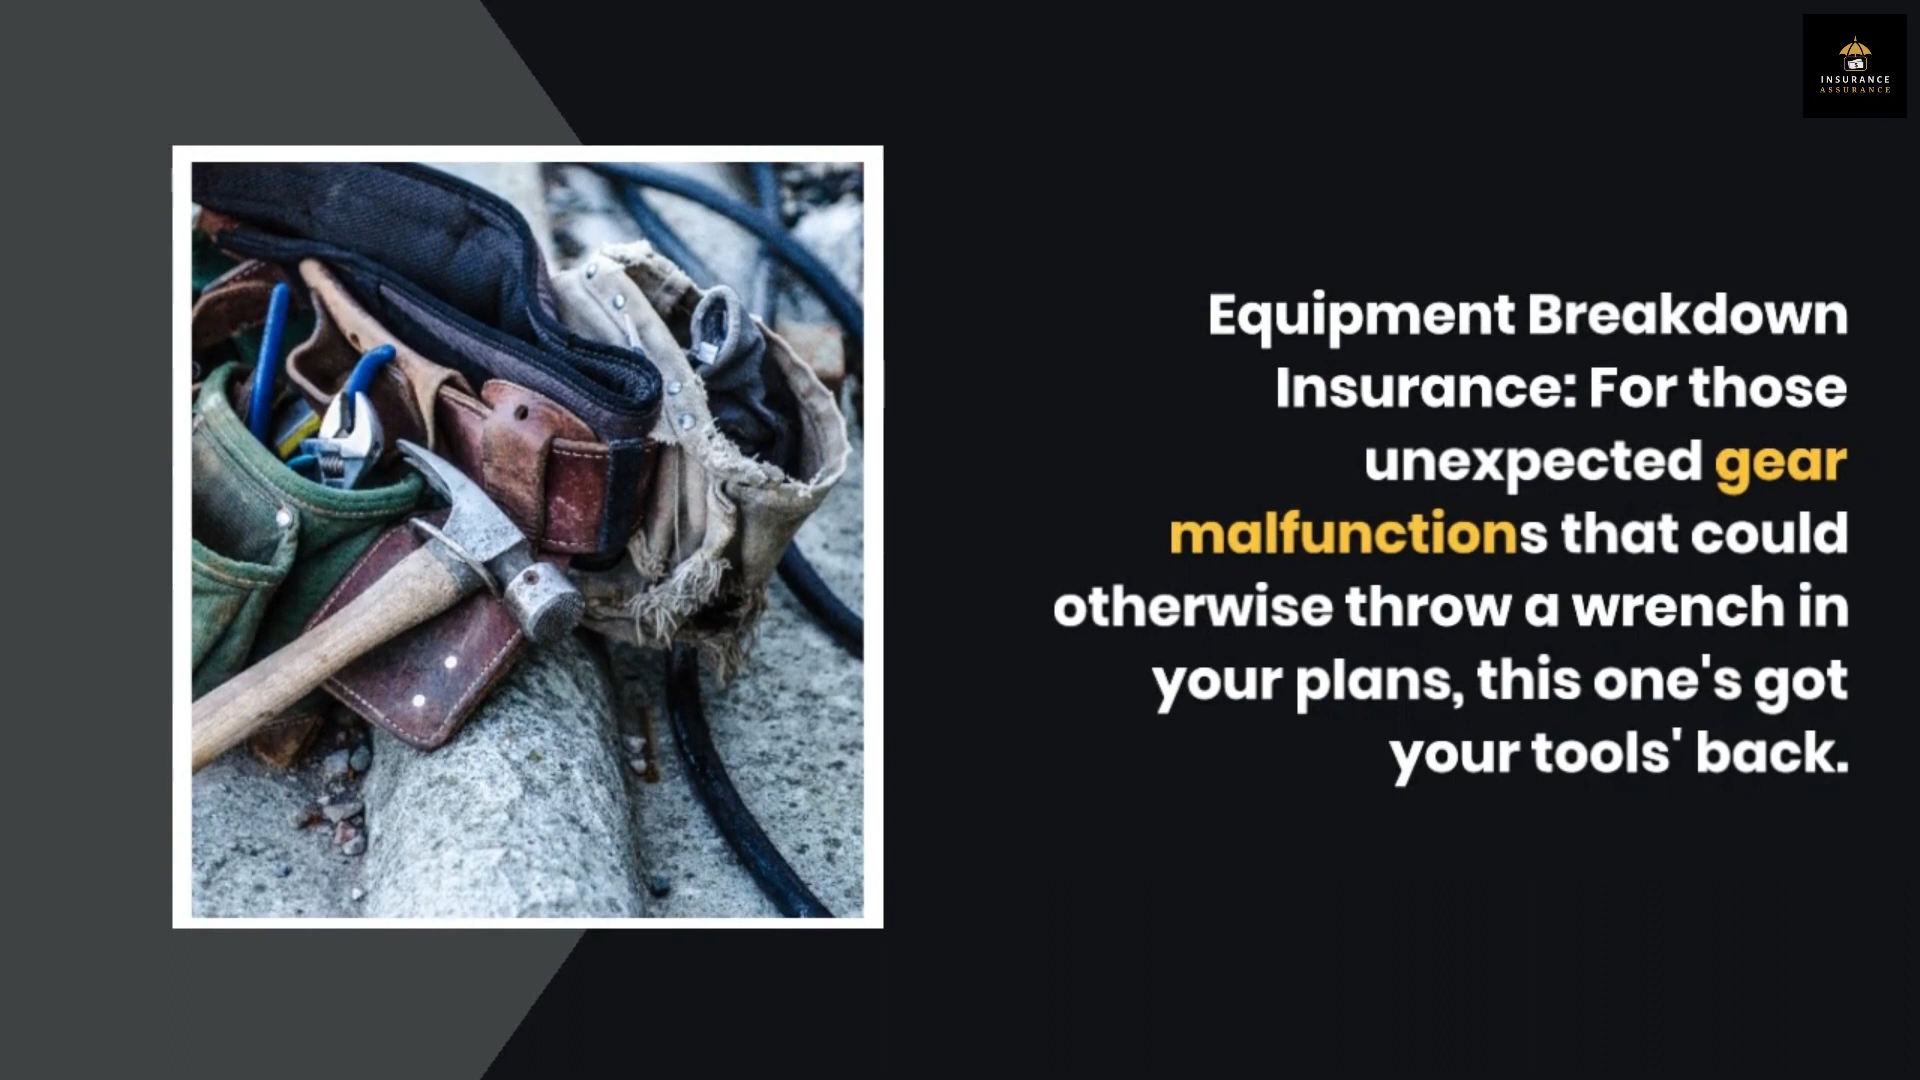 INSURANCE
ASSURANCE
Equipment Breakdown
Insurance: For those
unexpected gear
malfunctions that could
otherwise throw a wrench in
your plans, this one's got
your tools' back.